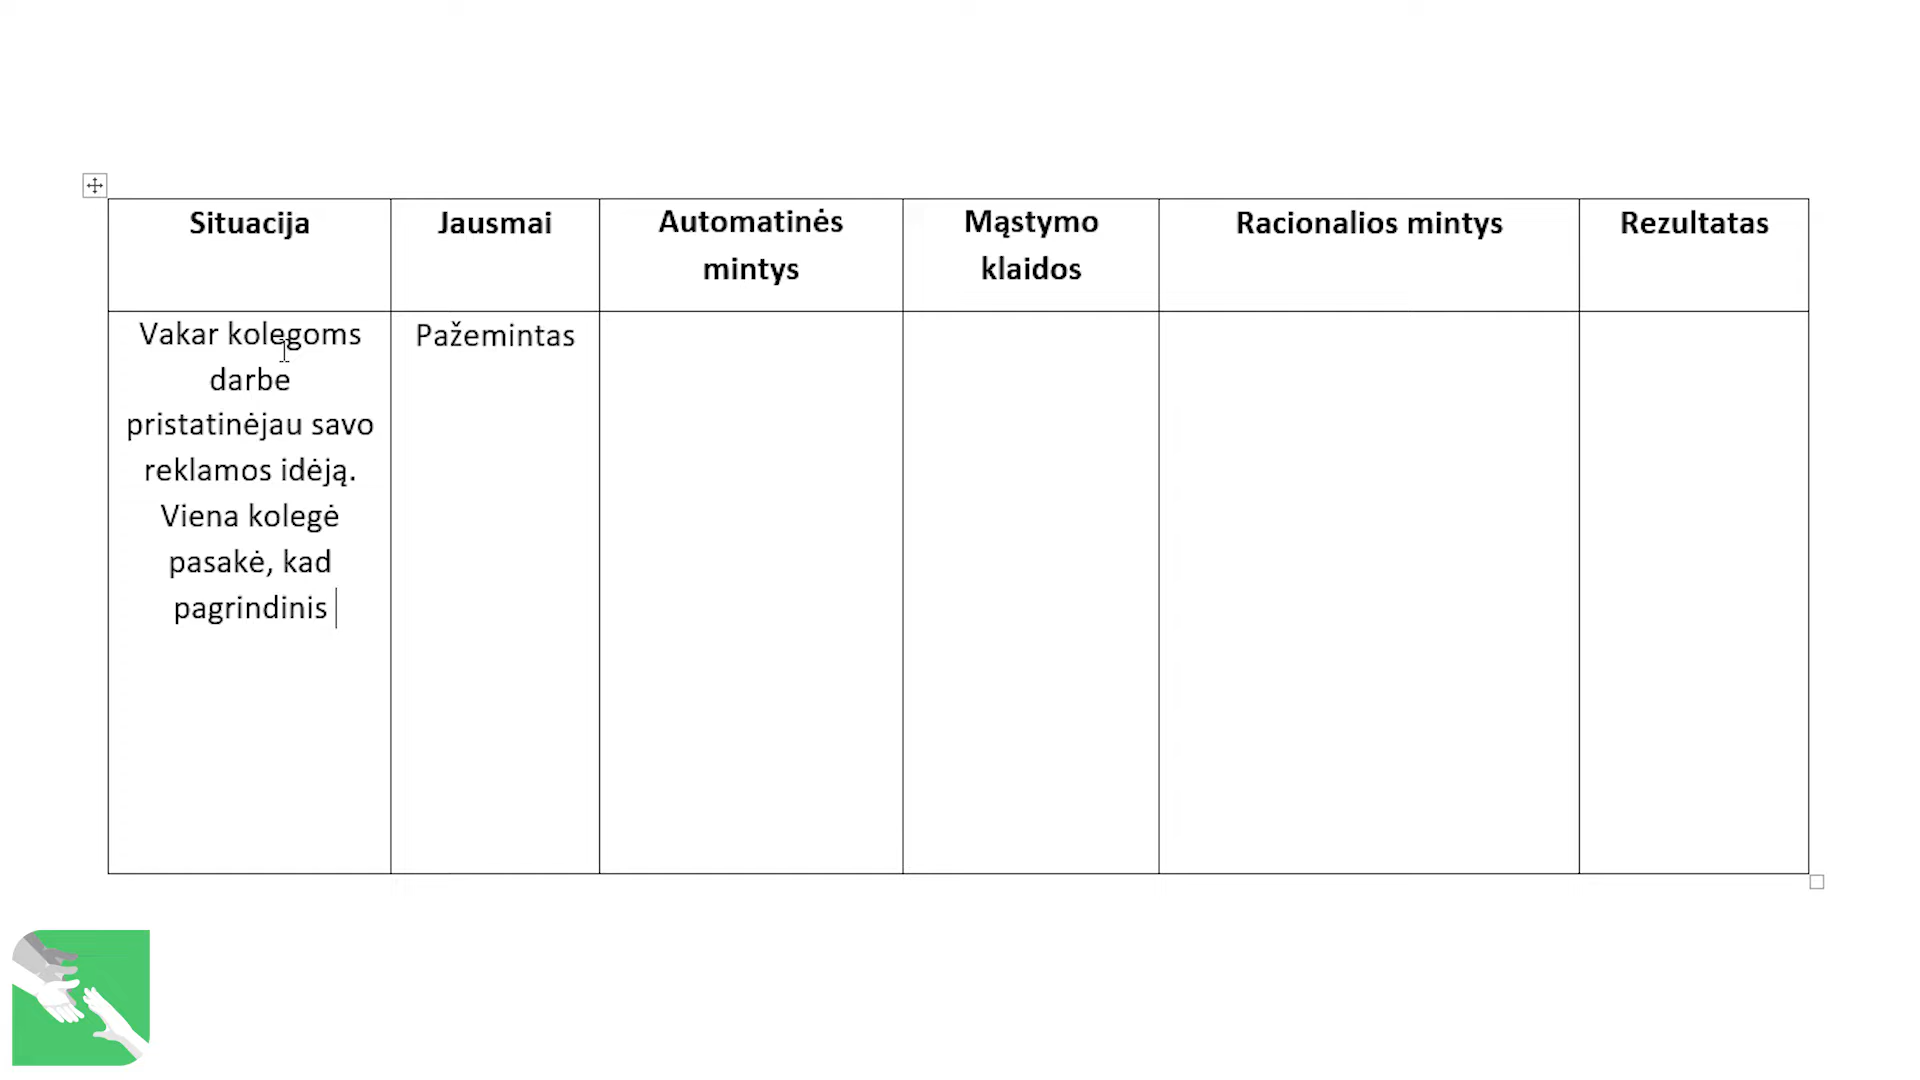 Situacija
Jausmai
Automatinės
mintys
Mąstymo
klaidos
Racionalios mintys
Rezultatas
Vakar kolegoms
darbe
pristatinėjau savo
reklamos idėją.
Viena kolegė
pasakė, kad
pagrindinis
Pažemintas